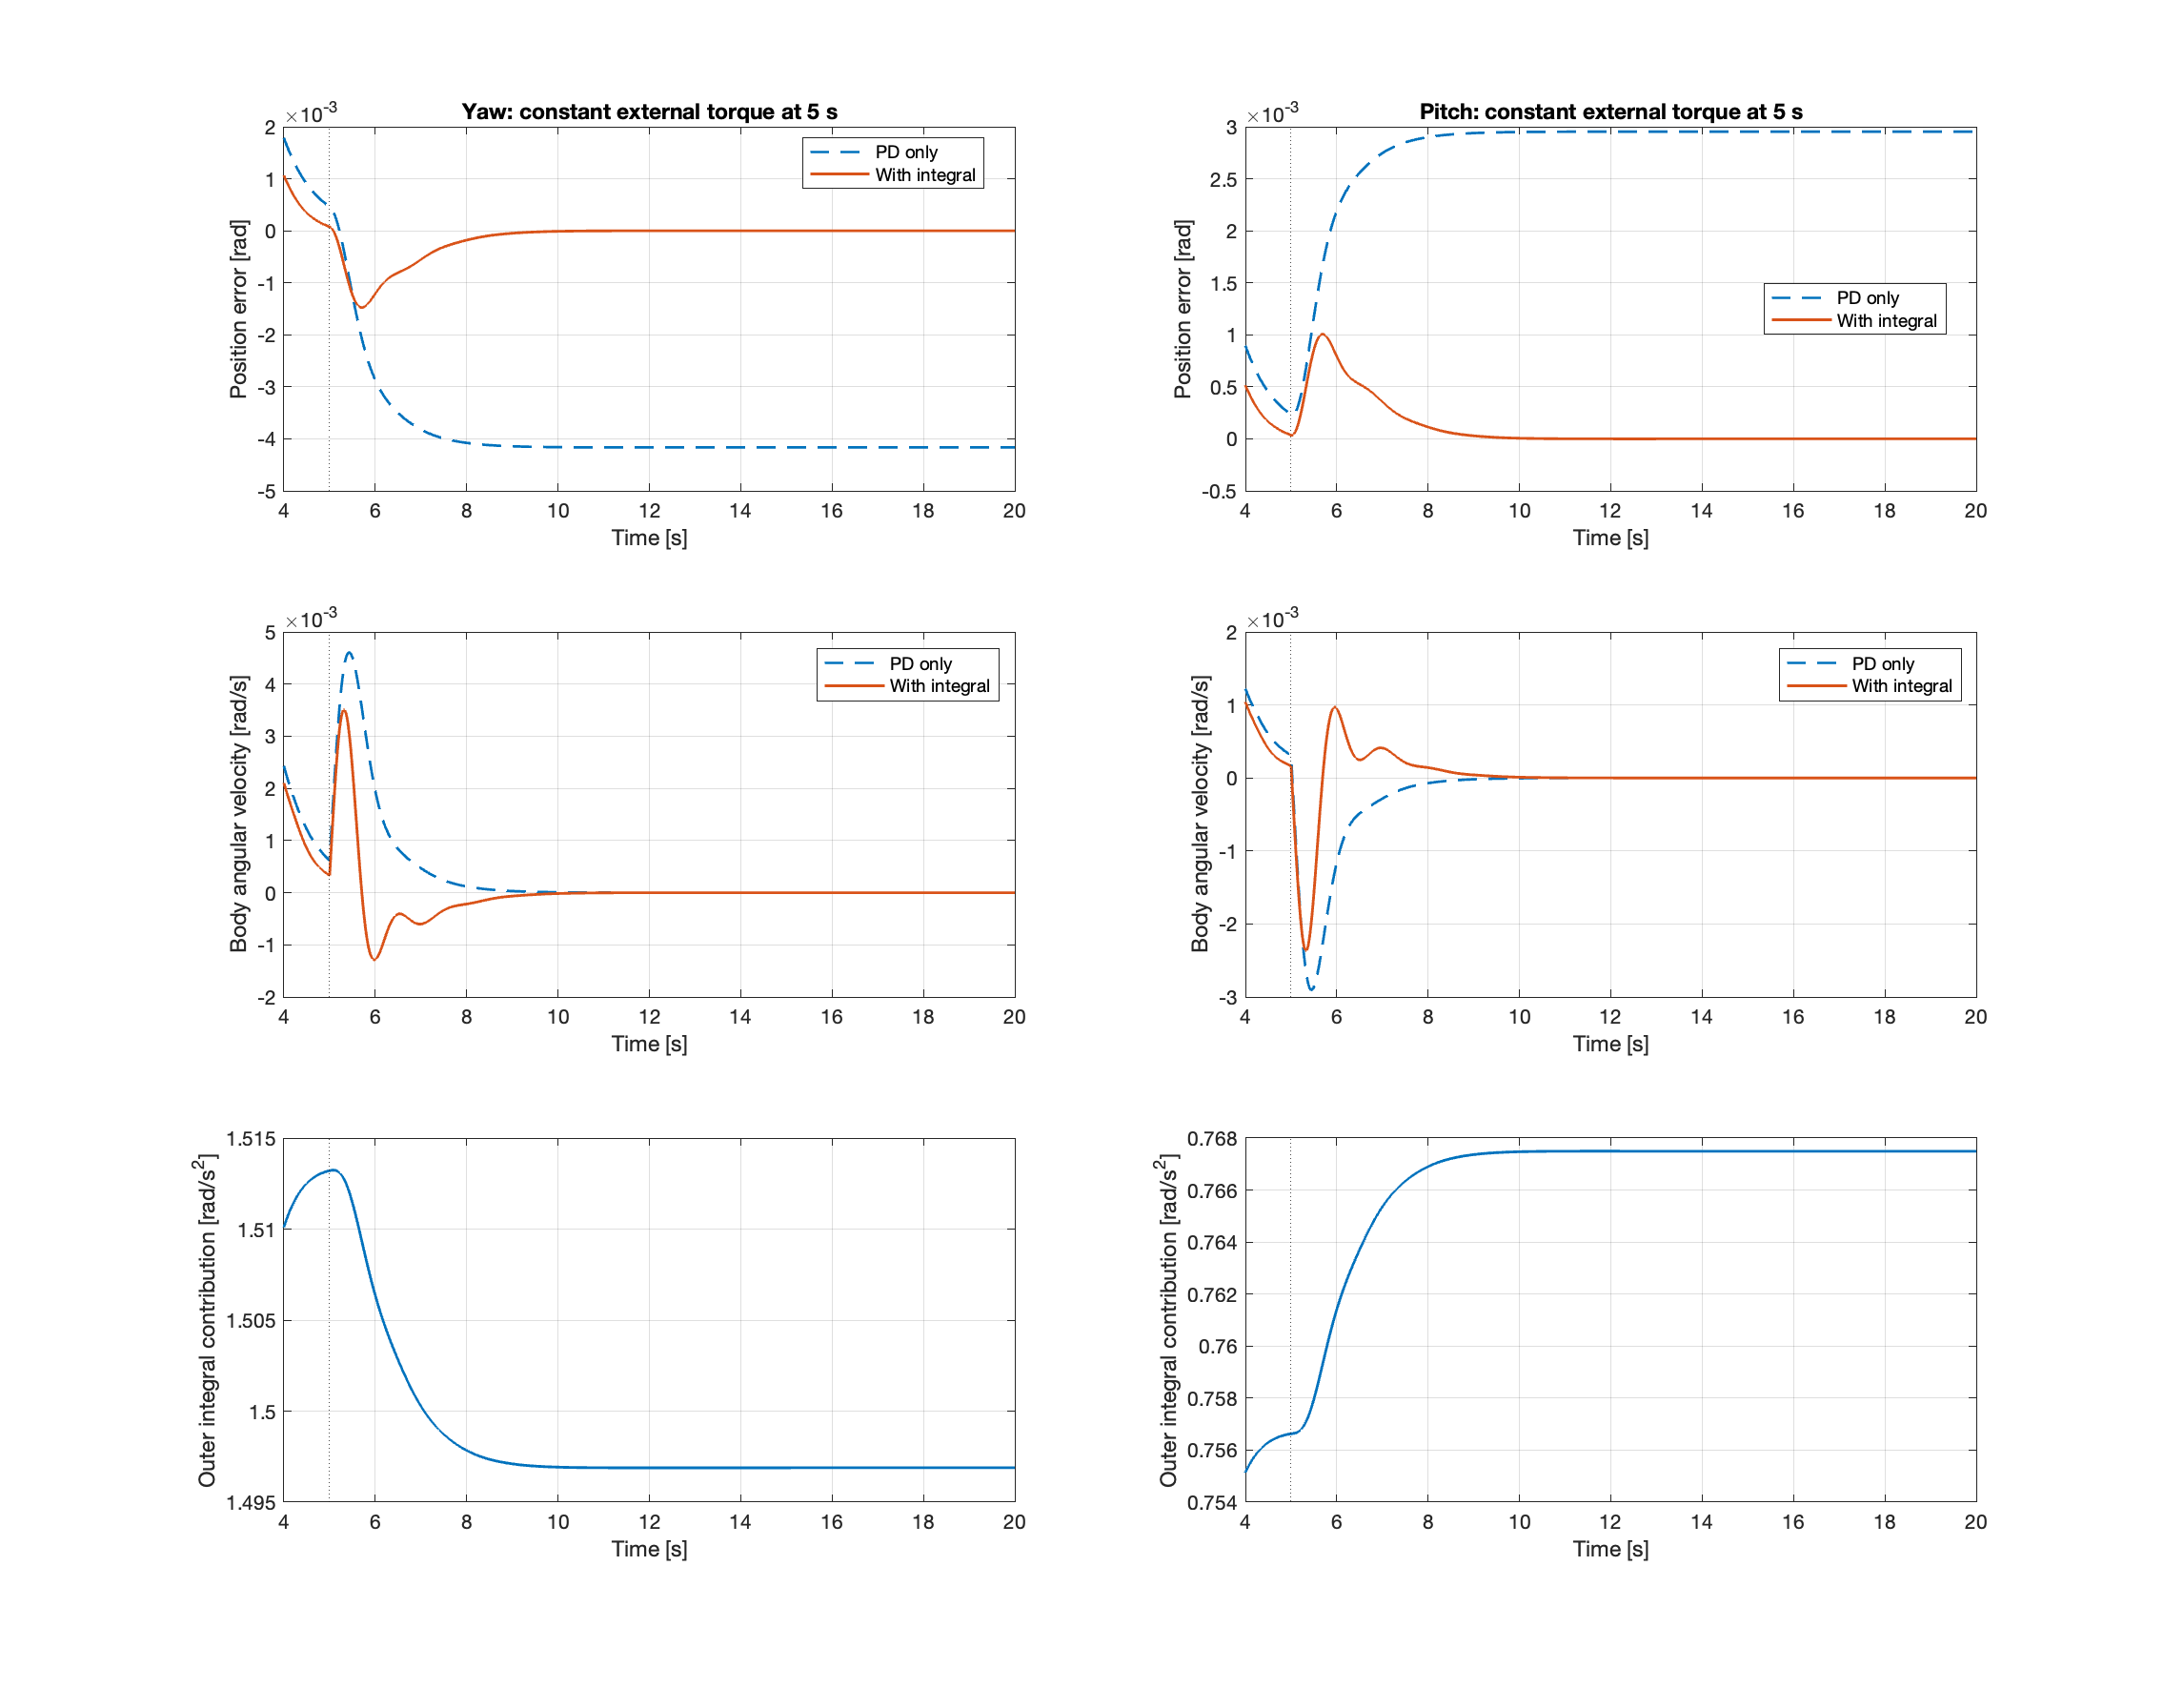 Yaw: constant external torque at 5 s
×10⁻³
2
1
0
-1
-2
-3
-4
-5
Position error [rad]
PD only
With integral
4 6 8 10 12 14 16 18 20
Time [s]
Pitch: constant external torque at 5 s
×10⁻³
3
2.5
2
1.5
1
0.5
0
-0.5
Position error [rad]
PD only
With integral
4 6 8 10 12 14 16 18 20
Time [s]
×10⁻³
5
4
3
2
1
0
-1
-2
Body angular velocity [rad/s]
PD only
With integral
4 6 8 10 12 14 16 18 20
Time [s]
×10⁻³
2
1
0
-1
-2
-3
Body angular velocity [rad/s]
PD only
With integral
4 6 8 10 12 14 16 18 20
Time [s]
1.515
1.51
1.505
1.5
1.495
Outer integral contribution [rad/s²]
4 6 8 10 12 14 16 18 20
Time [s]
0.768
0.766
0.764
0.762
0.76
0.758
0.756
0.754
Outer integral contribution [rad/s²]
4 6 8 10 12 14 16 18 20
Time [s]